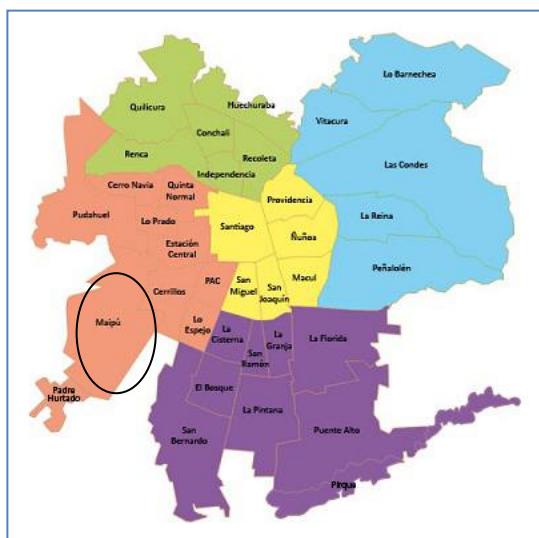 Lo Barnechea
Quilicura
Huechuraba
Vitacura
Conchalí
Las Condes
Renca
Recoleta
Independencia
Cerro Navia
Quinta
Normal
Providencia
Pudahuel
Lo Prado
Santiago
La Reina
Ñuñoa
Estación
Central
Peñalolén
PAC
San
Miguel
San
Joaquín
Macul
Cerrillos
Maipú
Lo
Espejo
La
Cisterna
La
Granja
La Florida
San
Ramón
Padre
Hurtado
El Bosque
La Pintana
San
Bernardo
Puente Alto
Pirque